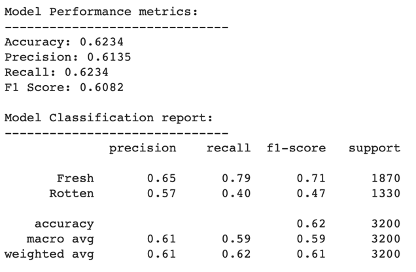 Model Performance metrics:
------------------------------
Accuracy: 0.6234
Precision: 0.6135
Recall: 0.6234
F1 Score: 0.6082
Model Classification report:
------------------------------
precision recall f1-score support
Fresh 0.65 0.79 0.71 1870
Rotten 0.57 0.40 0.47 1330
accuracy 0.62 3200
macro avg 0.61 0.59 0.59 3200
weighted avg 0.61 0.62 0.61 3200